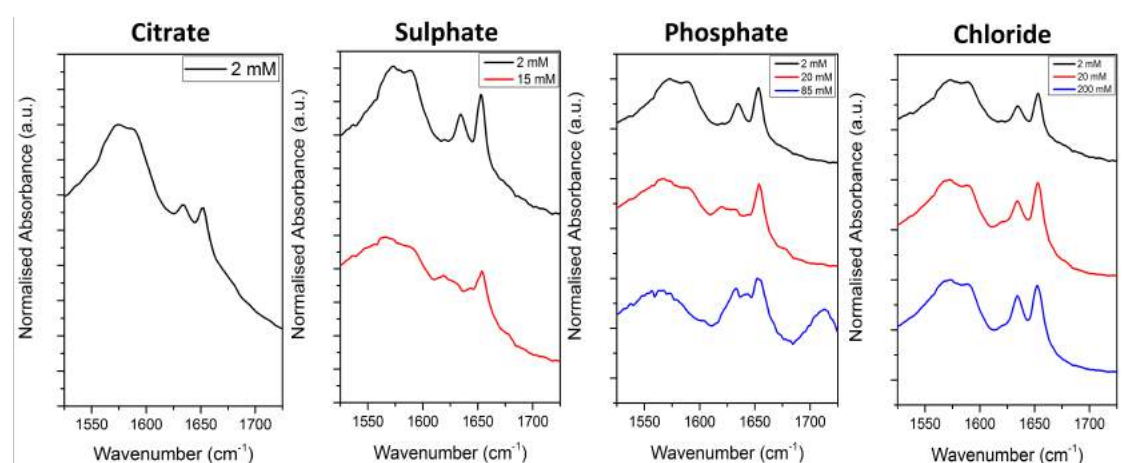 Citrate
2 mM
Normalised Absorbance (a.u.)
1550 1600 1650 1700
Wavenumber (cm⁻¹)
Sulphate
2 mM
15 mM
Normalised Absorbance (a.u.)
1550 1600 1650 1700
Wavenumber (cm⁻¹)
Phosphate
2 mM
20 mM
85 mM
Normalised Absorbance (a.u.)
1550 1600 1650 1700
Wavenumber (cm⁻¹)
Chloride
2 mM
20 mM
200 mM
Normalised Absorbance (a.u.)
1550 1600 1650 1700
Wavenumber (cm⁻¹)